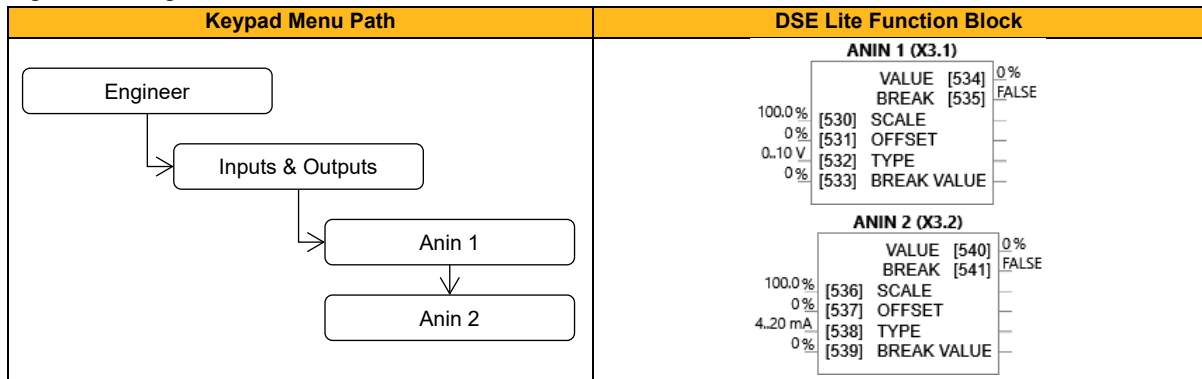 Keypad Menu Path
DSE Lite Function Block
Engineer
Inputs & Outputs
Anin 1
Anin 2
ANIN 1 (X3.1)
VALUE [534] 0 %
BREAK [535] FALSE
100.0 % [530] SCALE
0 % [531] OFFSET
0..10 V [532] TYPE
0 % [533] BREAK VALUE
ANIN 2 (X3.2)
VALUE [540] 0 %
BREAK [541] FALSE
100.0 % [536] SCALE
0 % [537] OFFSET
4..20 mA [538] TYPE
0 % [539] BREAK VALUE